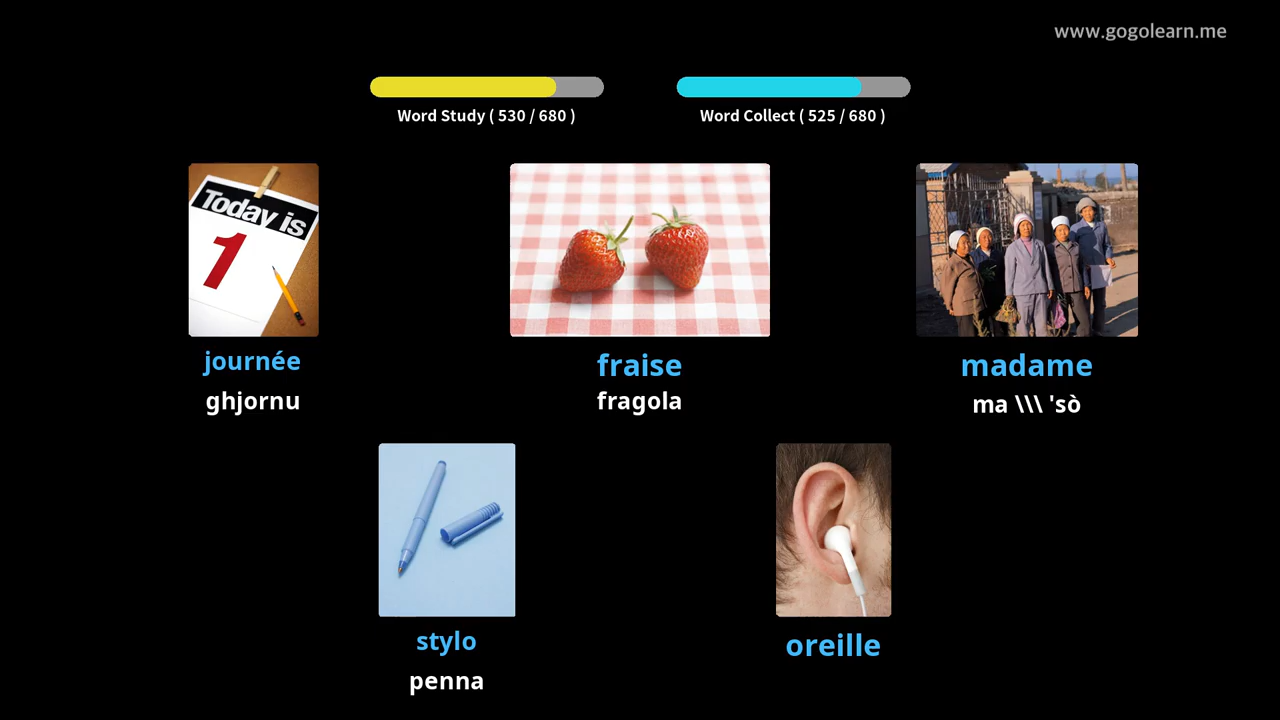 www.gogolearn.me
Word Study ( 530 / 680 )
Word Collect ( 525 / 680 )
Today is
1
journée
ghjornu
fraise
fragola
madame
ma \\\ 'sò
stylo
penna
oreille